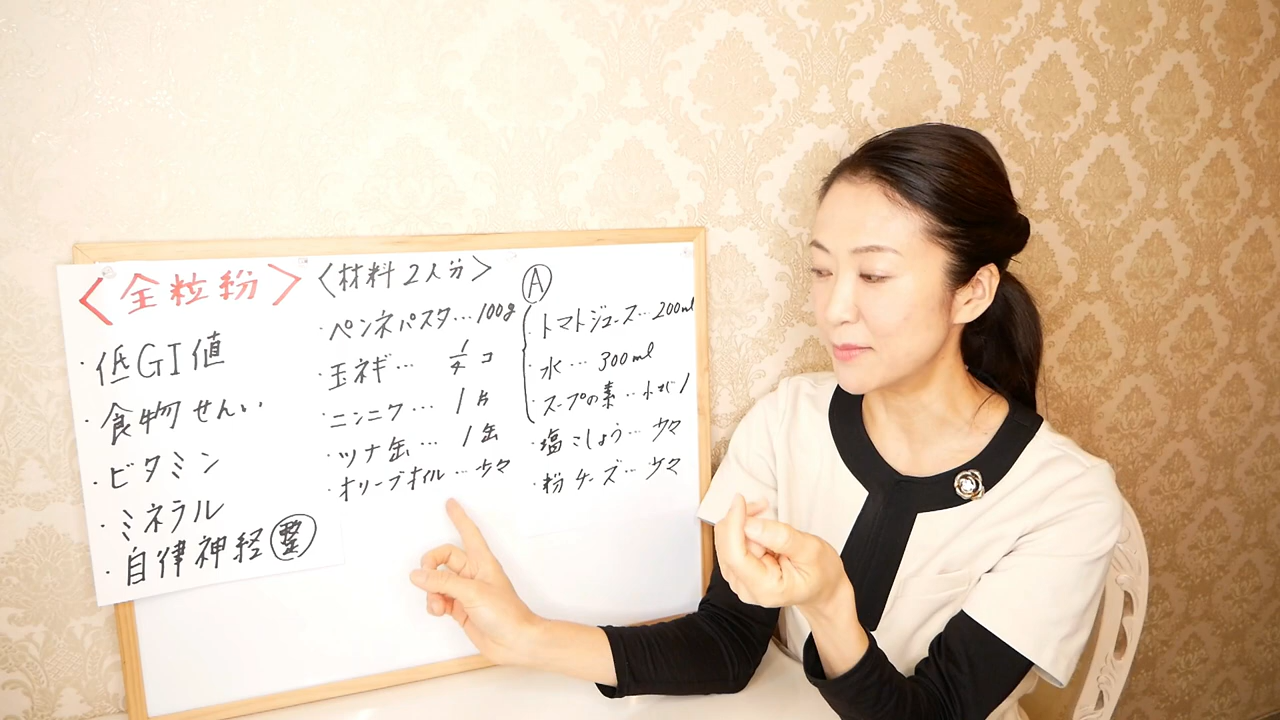 〈全粒粉〉
・低GI値
・食物せんい
・ビタミン
・ミネラル
・自律神経 整
〈材料2人分〉
・ペンネパスタ…100g
・玉ネギ… 1/4コ
・ニンニク… 1片
・ツナ缶… 1缶
・オリーブオイル…少々
A
・トマトジュース…200ml
・水…300ml
・スープの素…小さじ1
・塩こしょう…少々
・粉チーズ…少々